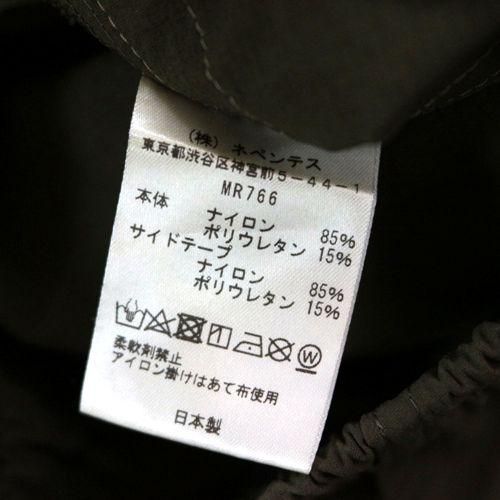 (株) ネペンテス
東京都渋谷区神宮前5-44-1
MR766
本体 ナイロン 85%
ポリウレタン 15%
サイドテープ
ナイロン 85%
ポリウレタン 15%
W
柔軟剤禁止
アイロン掛けはあて布使用
日本製